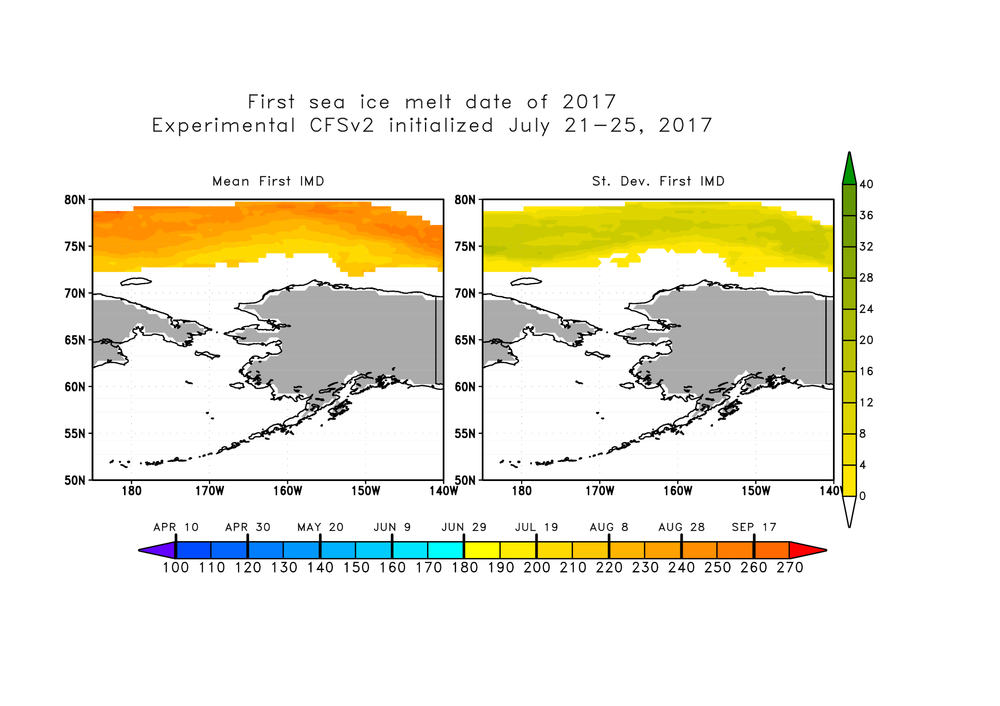 First sea ice melt date of 2017
Experimental CFSv2 initialized July 21-25, 2017
Mean First IMD
St. Dev. First IMD
80N
75N
70N
65N
60N
55N
50N
180 170W 160W 150W 140W
80N
75N
70N
65N
60N
55N
50N
180 170W 160W 150W 140W
40
36
32
28
24
20
16
12
8
4
0
APR 10 APR 30 MAY 20 JUN 9 JUN 29 JUL 19 AUG 8 AUG 28 SEP 17
100 110 120 130 140 150 160 170 180 190 200 210 220 230 240 250 260 270